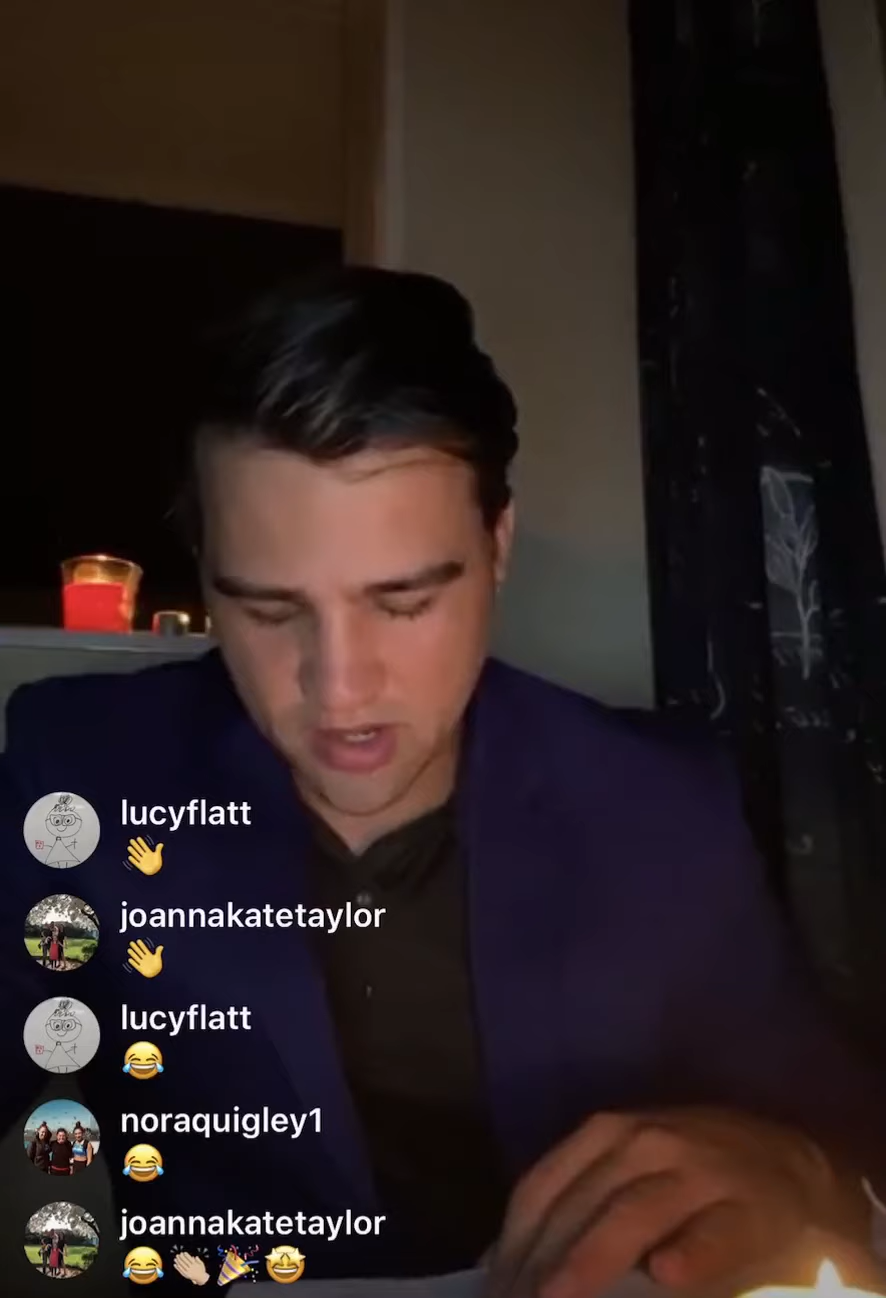 lucyflatt
👋
joannakatetaylor
👋
lucyflatt
😂
noraquigley1
😂
joannakatetaylor
😂👏🏻🎉🤩